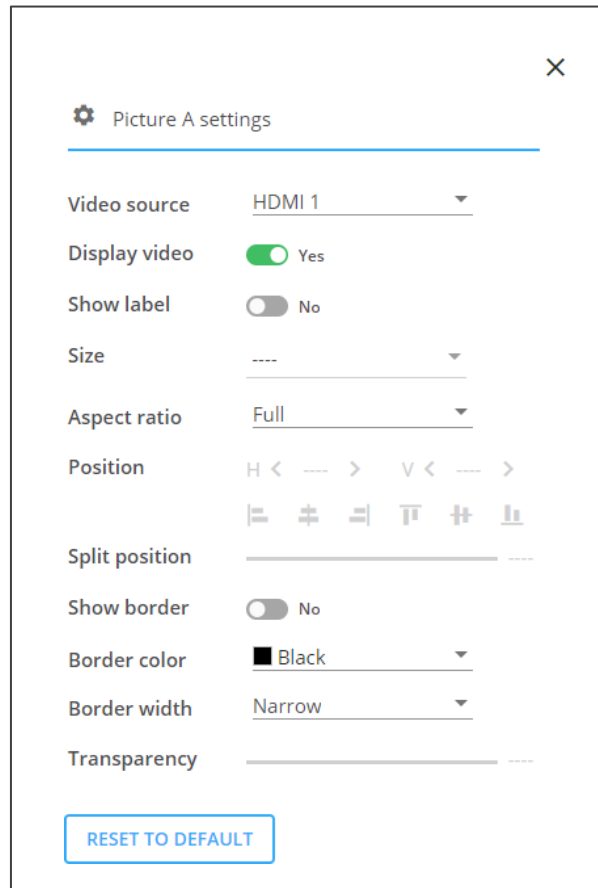 Picture A settings
Video source HDMI 1
Display video Yes
Show label No
Size ----
Aspect ratio Full
Position H ---- V ----
Split position ----
Show border No
Border color Black
Border width Narrow
Transparency ----
RESET TO DEFAULT